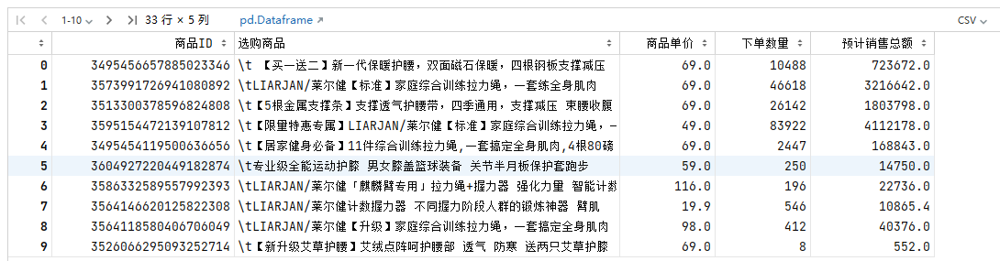 1-10 33 行 × 5 列 pd.Dataframe CSV
商品ID 选购商品 商品单价 下单数量 预计销售总额
0 3495456657885023346 \t 【买一送二】新一代保暖护腰，双面磁石保暖，四根钢板支撑减压 69.0 10488 723672.0
1 3573991726941080892 \tLIARJAN/莱尔健【标准】家庭综合训练拉力绳，一套练全身肌肉 69.0 46618 3216642.0
2 3513300378596824808 \t【5根金属支撑条】支撑透气护腰带，四季通用，支撑减压 束腰收腹 69.0 26142 1803798.0
3 3595154472139107812 \t【限量特惠专属】LIARJAN/莱尔健【标准】家庭综合训练拉力绳，一 49.0 83922 4112178.0
4 3495454119500636656 \t【居家健身必备】11件综合训练拉力绳,一套搞定全身肌肉,4根80磅 69.0 2447 168843.0
5 3604927220449182874 \t专业级全能运动护膝 男女膝盖篮球装备 关节半月板保护套跑步 59.0 250 14750.0
6 3586332589557992393 \tLIARJAN/莱尔健「麒麟臂专用」拉力绳+握力器 强化力量 智能计数 116.0 196 22736.0
7 3564146620125822308 \tLIARJAN/莱尔健计数握力器 不同握力阶段人群的锻炼神器 臂肌 19.9 546 10865.4
8 3564118580406706049 \tLIARJAN/莱尔健【升级】家庭综合训练拉力绳，一套搞定全身肌肉 98.0 412 40376.0
9 3526066295093252714 \t【新升级艾草护腰】艾绒点阵呵护腰部 透气 防寒 送两只艾草护膝 69.0 8 552.0